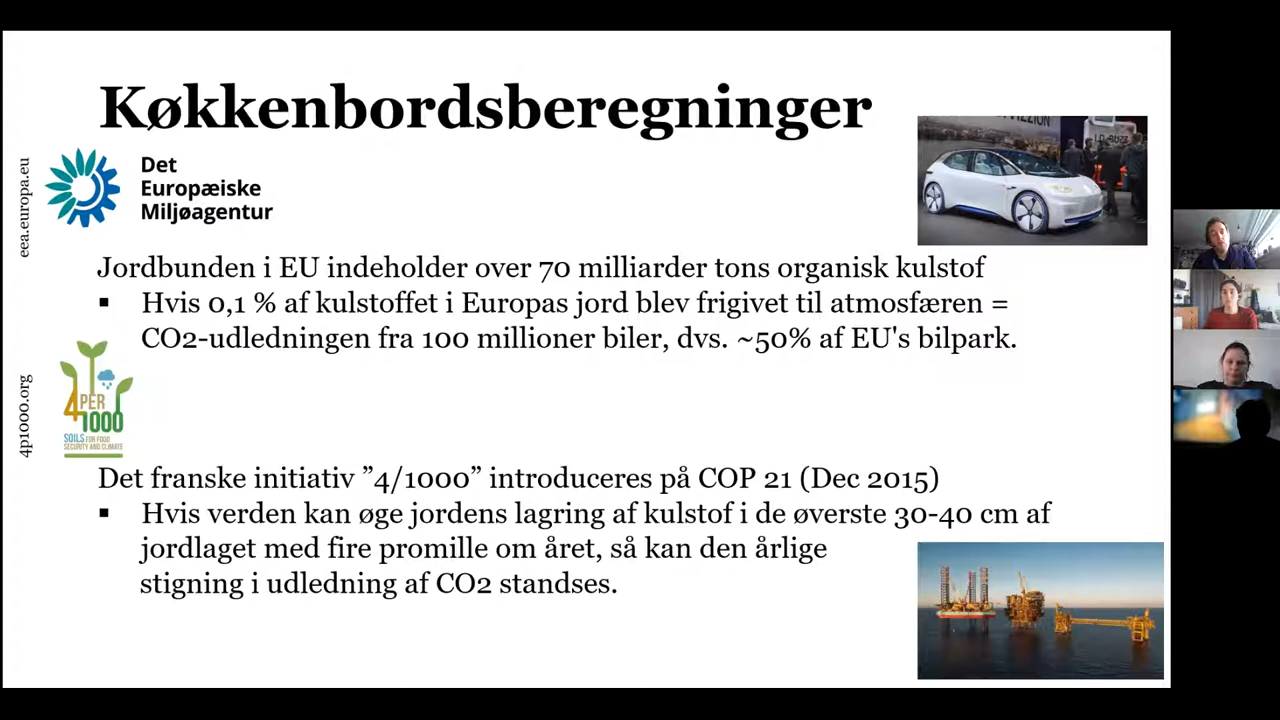 Køkkenbordsberegninger
eea.europa.eu
Det
Europæiske
Miljøagentur
Jordbunden i EU indeholder over 70 milliarder tons organisk kulstof
▪ Hvis 0,1 % af kulstoffet i Europas jord blev frigivet til atmosfæren =
CO2-udledningen fra 100 millioner biler, dvs. ~50% af EU's bilpark.
4p1000.org
4 PER
1000
SOILS FOR FOOD
SECURITY AND CLIMATE
Det franske initiativ ”4/1000” introduceres på COP 21 (Dec 2015)
▪ Hvis verden kan øge jordens lagring af kulstof i de øverste 30-40 cm af
jordlaget med fire promille om året, så kan den årlige
stigning i udledning af CO2 standses.